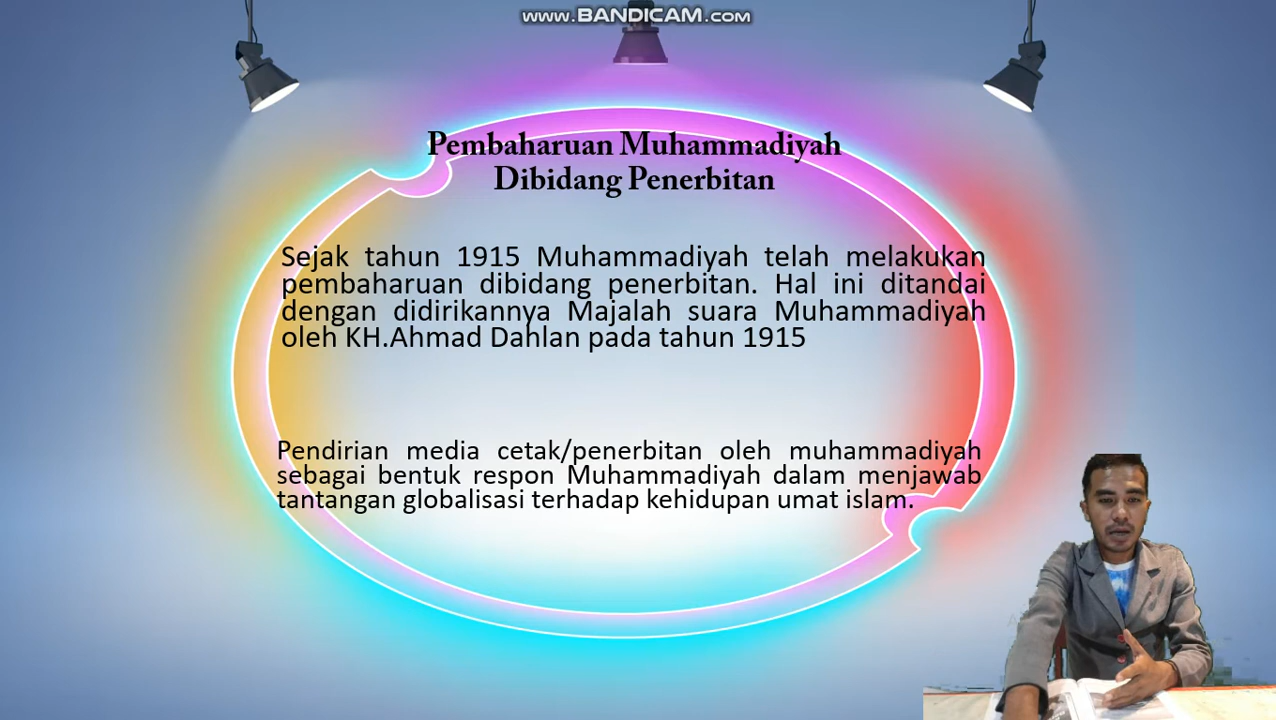 WWW.BANDICAM.COM
Pembaharuan Muhammadiyah
Dibidang Penerbitan
Sejak tahun 1915 Muhammadiyah telah melakukan
pembaharuan dibidang penerbitan. Hal ini ditandai
dengan didirikannya Majalah suara Muhammadiyah
oleh KH.Ahmad Dahlan pada tahun 1915
Pendirian media cetak/penerbitan oleh muhammadiyah
sebagai bentuk respon Muhammadiyah dalam menjawab
tantangan globalisasi terhadap kehidupan umat islam.